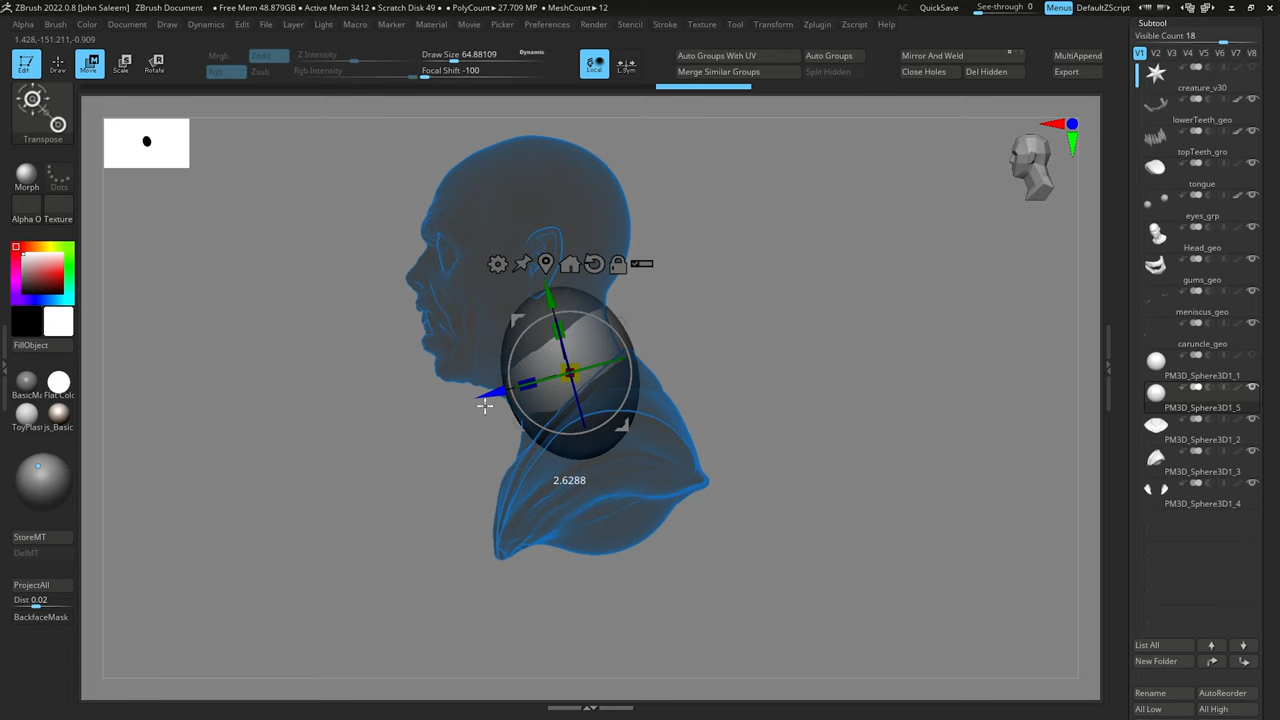 ZBrush 2022.0.8 [John Saleem]   ZBrush Document   • Free Mem 48.879GB • Active Mem 3412 • Scratch Disk 49 • PolyCount▸27.709 MP • MeshCount▸12
AC QuickSave See-through 0 Menus DefaultZScript
Alpha Brush Color Document Draw Dynamics Edit File Layer Light Macro Marker Material Movie Picker Preferences Render Stencil Stroke Texture Tool Transform Zplugin Zscript Help
1.428,-151.211,-0.909
Subtool
Visible Count 18
V1 V2 V3 V4 V5 V6 V7 V8
Edit Draw Move Scale Rotate
Mrgb Zadd Z Intensity
Rgb Zsub Rgb Intensity
Draw Size 64.88109 Dynamic
Focal Shift -100
Local L.Sym
Auto Groups With UV Auto Groups Mirror And Weld MultiAppend
Merge Similar Groups Split Hidden Close Holes Del Hidden Export
Transpose
Morph Dots
Alpha O Texture
FillObject
BasicMa Flat Colo
ToyPlas js_Basic
StoreMT
DelMT
ProjectAll
Dist 0.02
BackfaceMask
2.6288
creature_v30
lowerTeeth_geo
topTeeth_gro
tongue
eyes_grp
Head_geo
gums_geo
meniscus_geo
caruncle_geo
PM3D_Sphere3D1_1
PM3D_Sphere3D1_5
PM3D_Sphere3D1_2
PM3D_Sphere3D1_3
PM3D_Sphere3D1_4
List All
New Folder
Rename AutoReorder
All Low All High